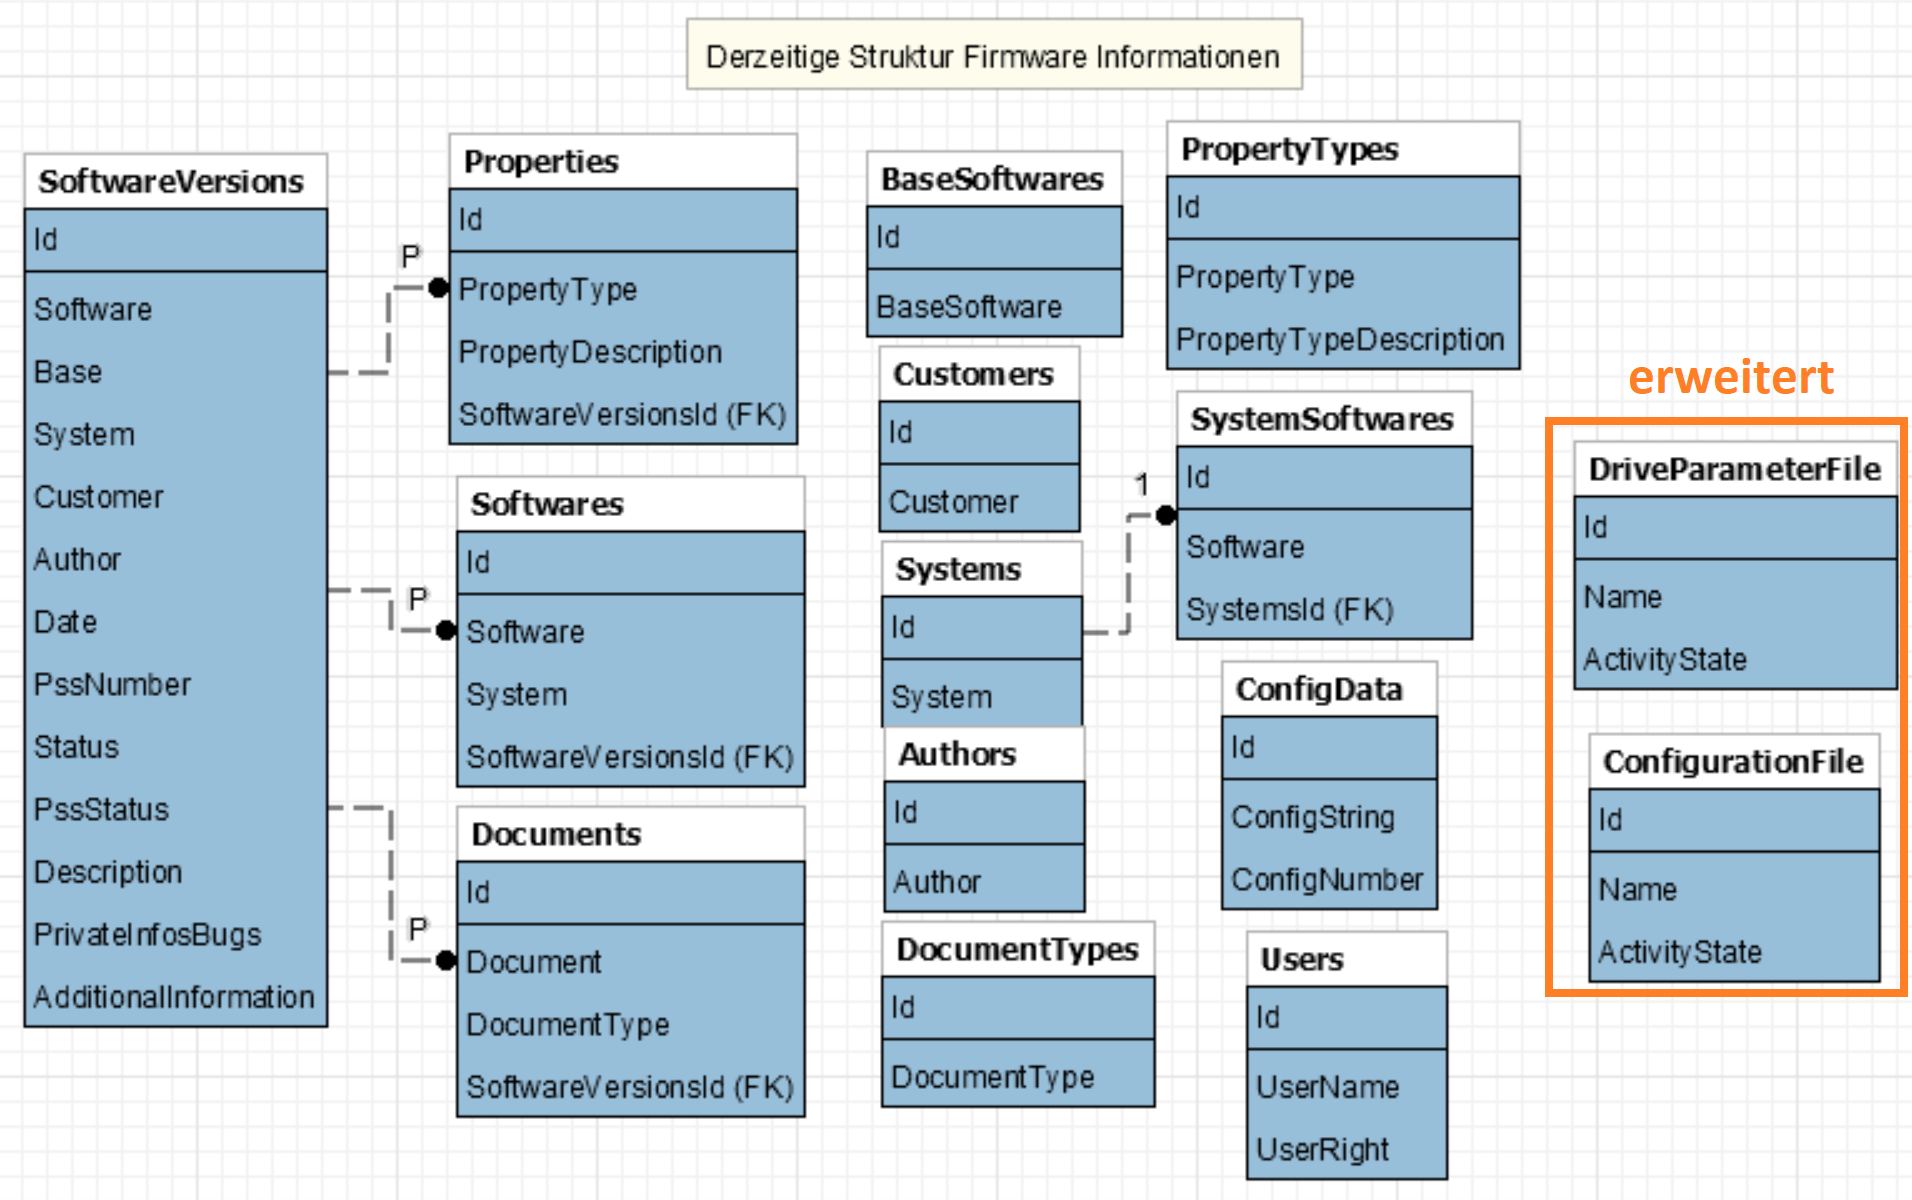 Derzeitige Struktur Firmware Informationen
SoftwareVersions
Id
Software
Base
System
Customer
Author
Date
PssNumber
Status
PssStatus
Description
PrivateInfosBugs
AdditionalInformation
P
Properties
Id
PropertyType
PropertyDescription
SoftwareVersionsId (FK)
P
Softwares
Id
Software
System
SoftwareVersionsId (FK)
P
Documents
Id
Document
DocumentType
SoftwareVersionsId (FK)
BaseSoftwares
Id
BaseSoftware
Customers
Id
Customer
Systems
Id
System
Authors
Id
Author
DocumentTypes
Id
DocumentType
PropertyTypes
Id
PropertyType
PropertyTypeDescription
1
SystemSoftwares
Id
Software
SystemsId (FK)
ConfigData
Id
ConfigString
ConfigNumber
Users
Id
UserName
UserRight
erweitert
DriveParameterFile
Id
Name
ActivityState
ConfigurationFile
Id
Name
ActivityState